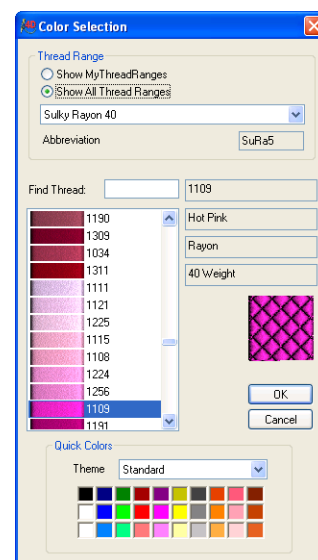 Color Selection
Thread Range
Show MyThreadRanges
Show All Thread Ranges
Sulky Rayon 40
Abbreviation
SuRa5
Find Thread:
1109
1190
1309
1034
1311
1111
1121
1225
1115
1108
1224
1256
1109
1191
Hot Pink
Rayon
40 Weight
OK
Cancel
Quick Colors
Theme
Standard